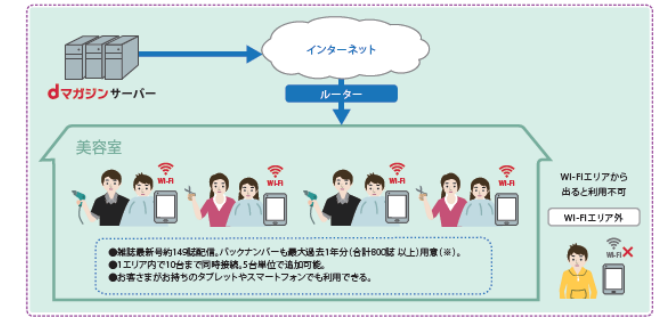 インターネット
dマガジンサーバー
ルーター
美容室
WI-FI
WI-FI
WI-FI
WI-FI
WI-FIエリアから
出ると利用不可
WI-FIエリア外
WI-FI
●雑誌最新号約149誌配信。バックナンバーも最大過去1年分(合計800誌 以上)用意(※)。
●1エリア内で10台まで同時接続。5台単位で追加可能。
●お客さまがお持ちのタブレットやスマートフォンでも利用できる。